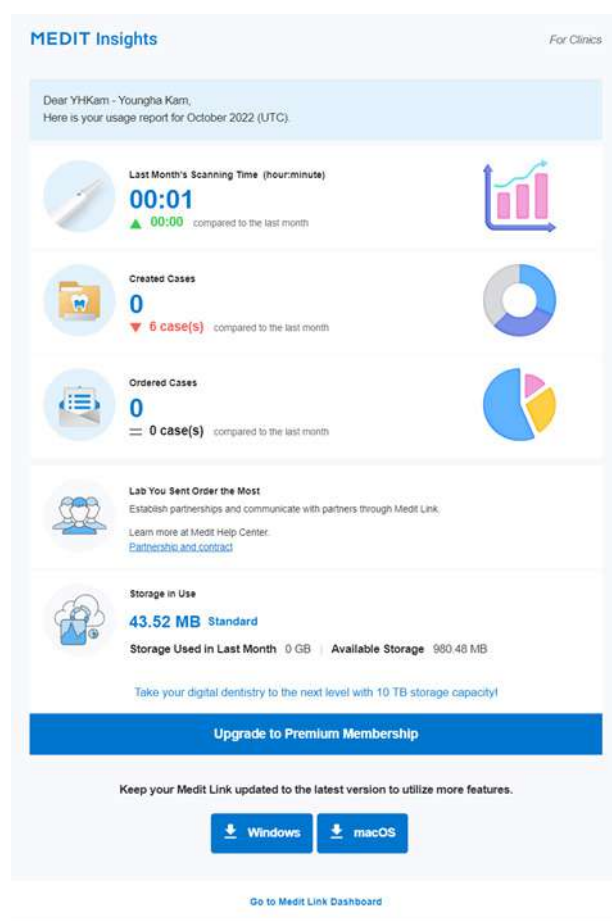 MEDIT Insights
For Clinics
Dear YHKam - Youngha Kam,
Here is your usage report for October 2022 (UTC).
Last Month's Scanning Time (hour:minute)
00:01
▲ 00:00 compared to the last month
Created Cases
0
▼ 6 case(s) compared to the last month
Ordered Cases
0
= 0 case(s) compared to the last month
Lab You Sent Order the Most
Establish partnerships and communicate with partners through Medit Link.
Learn more at Medit Help Center.
Partnership and contract
Storage in Use
43.52 MB Standard
Storage Used in Last Month 0 GB | Available Storage 980.48 MB
Take your digital dentistry to the next level with 10 TB storage capacity!
Upgrade to Premium Membership
Keep your Medit Link updated to the latest version to utilize more features.
Windows macOS
Go to Medit Link Dashboard